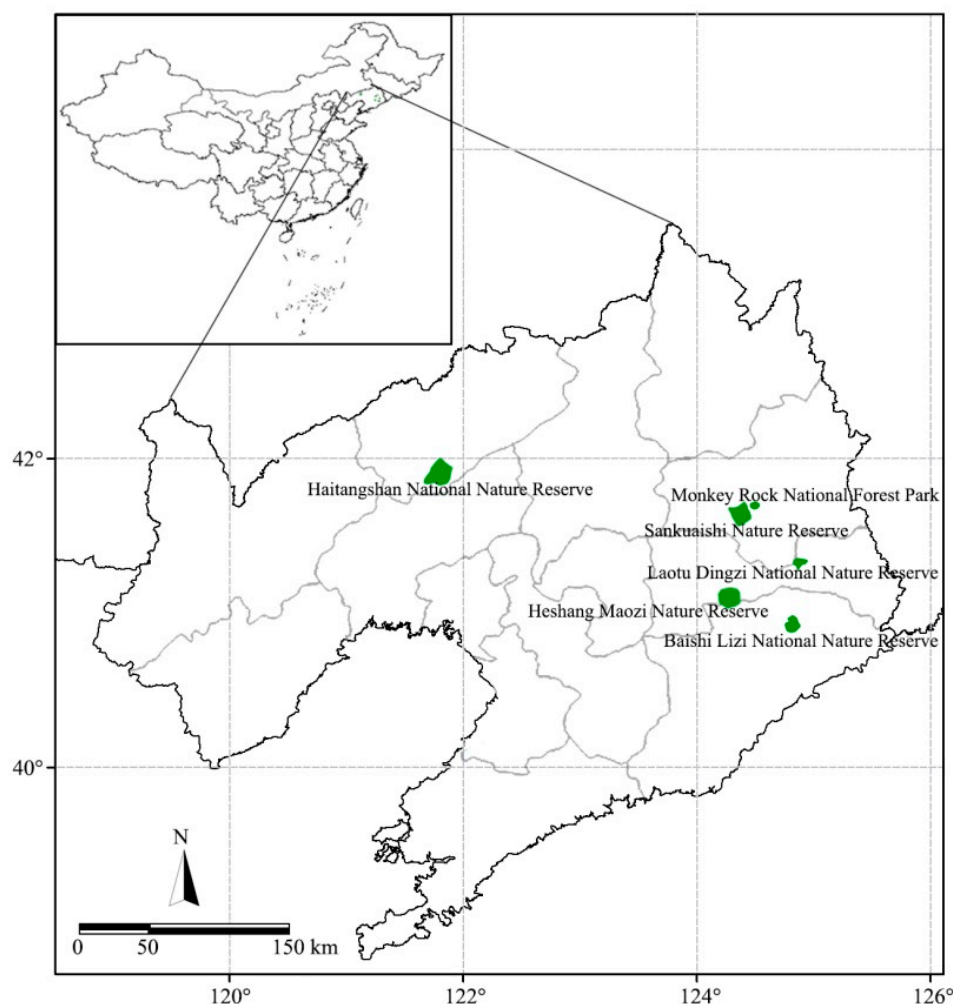 42°
Haitangshan National Nature Reserve
Monkey Rock National Forest Park
Sankuaishi Nature Reserve
Laotu Dingzi National Nature Reserve
Heshang Maozi Nature Reserve
Baishi Lizi National Nature Reserve
40°
N
0 50 150 km
120° 122° 124° 126°